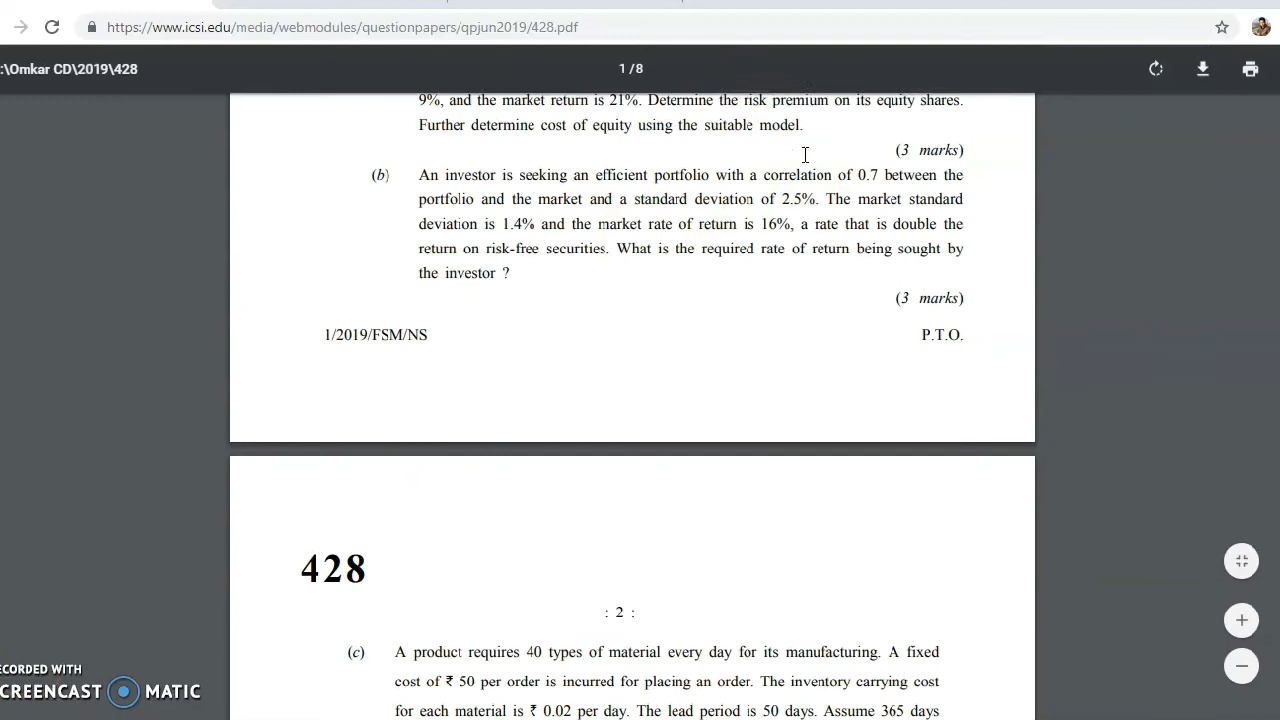 https://www.icsi.edu/media/webmodules/questionpapers/qpjun2019/428.pdf
:\Omkar CD\2019\428
1 / 8
9%, and the market return is 21%. Determine the risk premium on its equity shares.
Further determine cost of equity using the suitable model.
(3 marks)
(b) An investor is seeking an efficient portfolio with a correlation of 0.7 between the
portfolio and the market and a standard deviation of 2.5%. The market standard
deviation is 1.4% and the market rate of return is 16%, a rate that is double the
return on risk-free securities. What is the required rate of return being sought by
the investor ?
(3 marks)
1/2019/FSM/NS P.T.O.
428
: 2 :
(c) A product requires 40 types of material every day for its manufacturing. A fixed
cost of ₹ 50 per order is incurred for placing an order. The inventory carrying cost
for each material is ₹ 0.02 per day. The lead period is 50 days. Assume 365 days
ECORDED WITH
CREENCAST MATIC